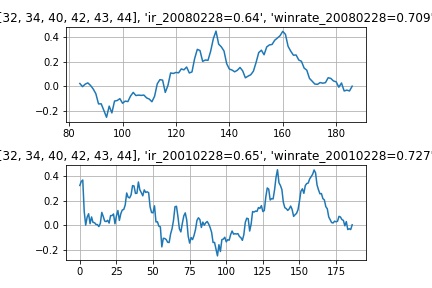 [32, 34, 40, 42, 43, 44], 'ir_20080228=0.64', 'winrate_20080228=0.709'
0.4
0.2
0.0
−0.2
80 100 120 140 160 180
[32, 34, 40, 42, 43, 44], 'ir_20010228=0.65', 'winrate_20010228=0.727'
0.4
0.2
0.0
−0.2
0 25 50 75 100 125 150 175